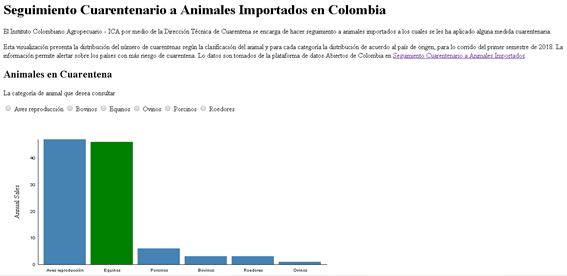 Seguimiento Cuarentenario a Animales Importados en Colombia
El Instituto Colombiano Agropecuario - ICA por medio de la Dirección Técnica de Cuarentena se encarga de hacer seguimiento a animales importados a los cuales se les ha aplicado alguna medida cuarentenaria.
Esta visualización presenta la distribución del número de cuarentenas según la clasificación del animal y para cada categoría la distribución de acuerdo al país de origen, para lo corrido del primer semestre de 2018. La
información permite alertar sobre los países con más riesgo de cuarentena. Lo datos son tomados de la plataforma de datos Abiertos de Colombia en Seguimiento Cuarentenario a Animales Importados
Animales en Cuarentena
La categoría de animal que desea consultar
Aves reproducción Bovinos Equinos Ovinos Porcinos Roedores
Animal Sales
40
30
20
10
0
Aves reproducción Equinos Porcinos Bovinos Roedores Ovinos